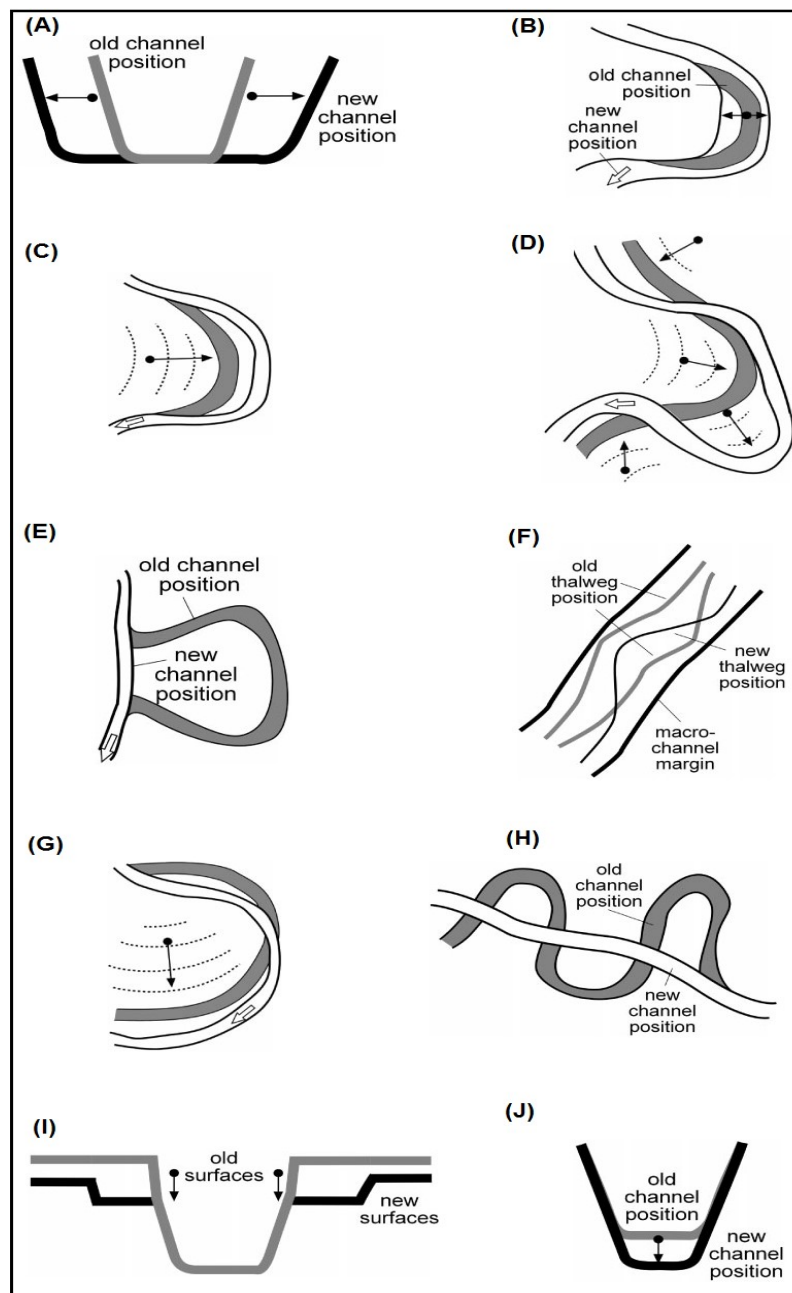 (A)
old channel
position
new
channel
position
(B)
old channel
position
new
channel
position
(C)
(D)
(E)
old channel
position
new
channel
position
(F)
old
thalweg
position
new
thalweg
position
macro-
channel
margin
(G)
(H)
old
channel
position
new
channel
position
(I)
old
surfaces
new
surfaces
(J)
old
channel
position
new
channel
position